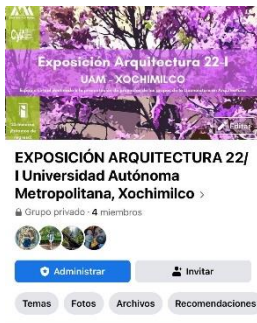 Exposición Arquitectura 22-I
UAM - XOCHIMILCO
Editar
EXPOSICIÓN ARQUITECTURA 22/
I Universidad Autónoma
Metropolitana, Xochimilco >
Grupo privado · 4 miembros
Administrar
Invitar
Temas
Fotos
Archivos
Recomendaciones